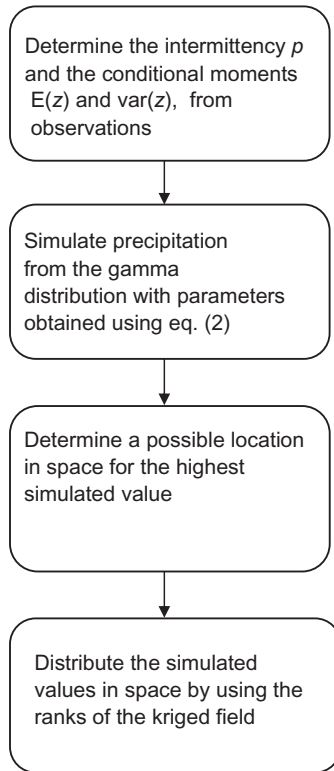 Determine the intermittency p
and the conditional moments
E(z) and var(z), from
observations
Simulate precipitation
from the gamma
distribution with parameters
obtained using eq. (2)
Determine a possible location
in space for the highest
simulated value
Distribute the simulated
values in space by using the
ranks of the kriged field